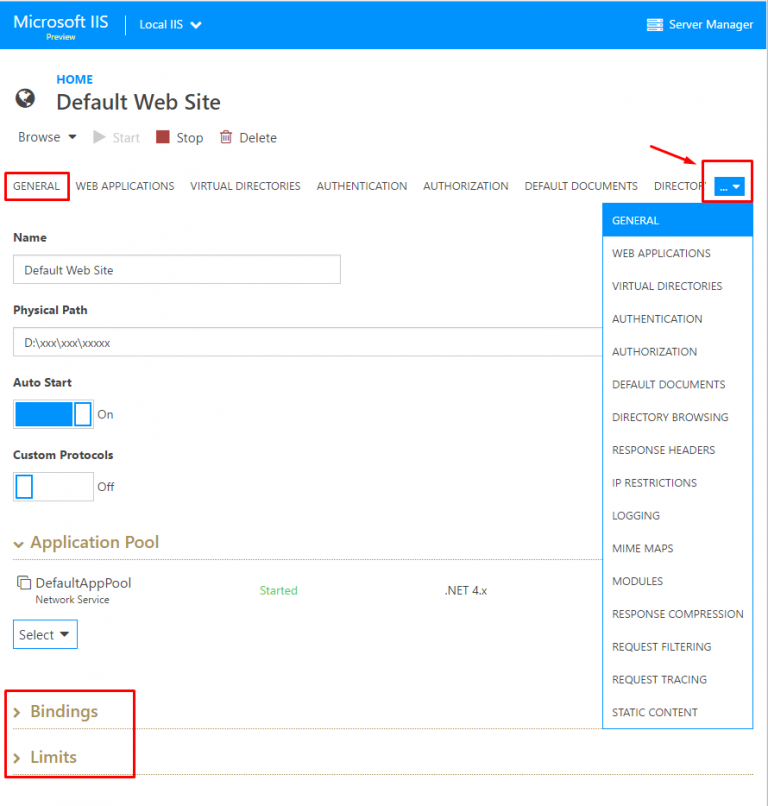 Microsoft IIS
Preview
Local IIS
Server Manager
HOME
Default Web Site
Browse Start Stop Delete
GENERAL WEB APPLICATIONS VIRTUAL DIRECTORIES AUTHENTICATION AUTHORIZATION DEFAULT DOCUMENTS DIRECTOR ...
GENERAL
WEB APPLICATIONS
VIRTUAL DIRECTORIES
AUTHENTICATION
AUTHORIZATION
DEFAULT DOCUMENTS
DIRECTORY BROWSING
RESPONSE HEADERS
IP RESTRICTIONS
LOGGING
MIME MAPS
MODULES
RESPONSE COMPRESSION
REQUEST FILTERING
REQUEST TRACING
STATIC CONTENT
Name
Default Web Site
Physical Path
D:\xxx\xxx\xxxxx
Auto Start
On
Custom Protocols
Off
Application Pool
DefaultAppPool Started .NET 4.x
Network Service
Select
Bindings
Limits